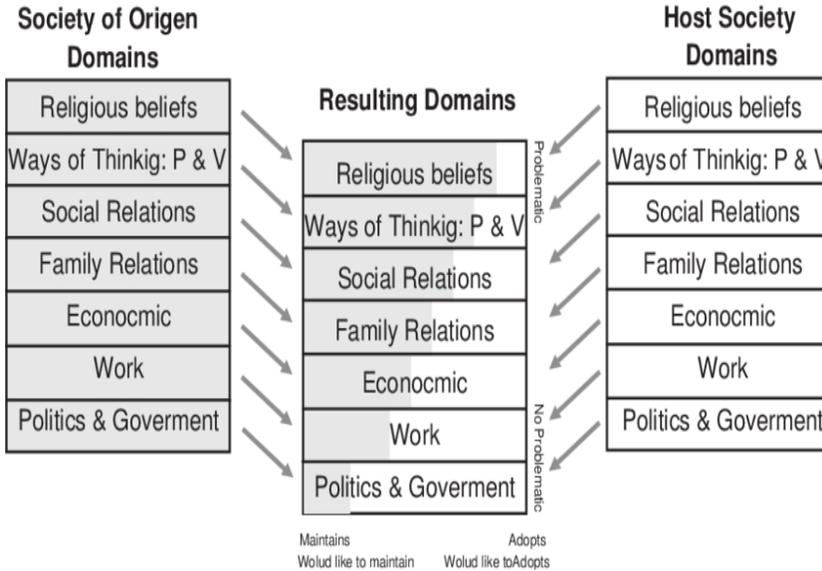 Society of Origen
Domains
Religious beliefs
Ways of Thinkig: P & V
Social Relations
Family Relations
Econocmic
Work
Politics & Goverment
Resulting Domains
Religious beliefs
Ways of Thinkig: P & V
Social Relations
Family Relations
Econocmic
Work
Politics & Goverment
Problematic
No Problematic
Maintains
Adopts
Wolud like to maintain
Wolud like toAdopts
Host Society
Domains
Religious beliefs
Ways of Thinkig: P & V
Social Relations
Family Relations
Econocmic
Work
Politics & Goverment